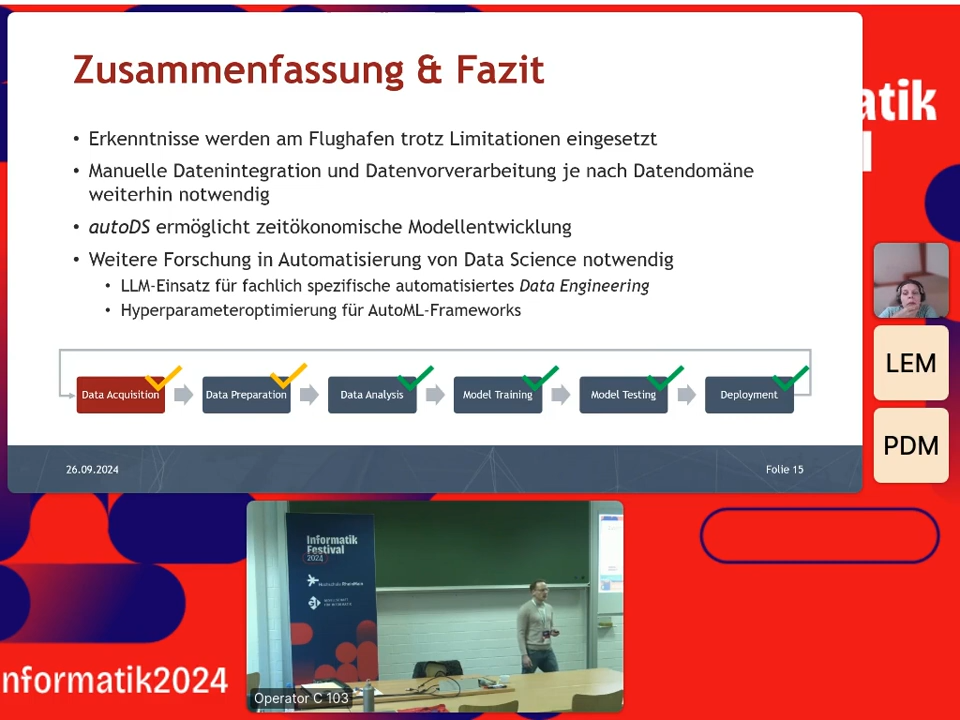 Zusammenfassung & Fazit
• Erkenntnisse werden am Flughafen trotz Limitationen eingesetzt
• Manuelle Datenintegration und Datenvorverarbeitung je nach Datendomäne
weiterhin notwendig
• autoDS ermöglicht zeitökonomische Modellentwicklung
• Weitere Forschung in Automatisierung von Data Science notwendig
• LLM-Einsatz für fachlich spezifische automatisiertes Data Engineering
• Hyperparameteroptimierung für AutoML-Frameworks
Data Acquisition
Data Preparation
Data Analysis
Model Training
Model Testing
Deployment
26.09.2024
Folie 15
atik
LEM
PDM
Informatik
Festival
2024
Hochschule RheinMain
Operator C 103
nformatik2024